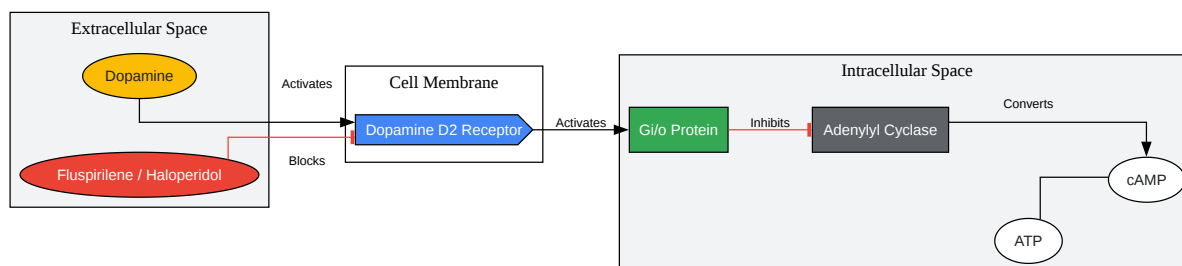 Extracellular Space
Dopamine
Fluspirilene / Haloperidol
Activates
Blocks
Cell Membrane
Dopamine D2 Receptor
Activates
Intracellular Space
Gi/o Protein
Inhibits
Adenylyl Cyclase
Converts
cAMP
ATP